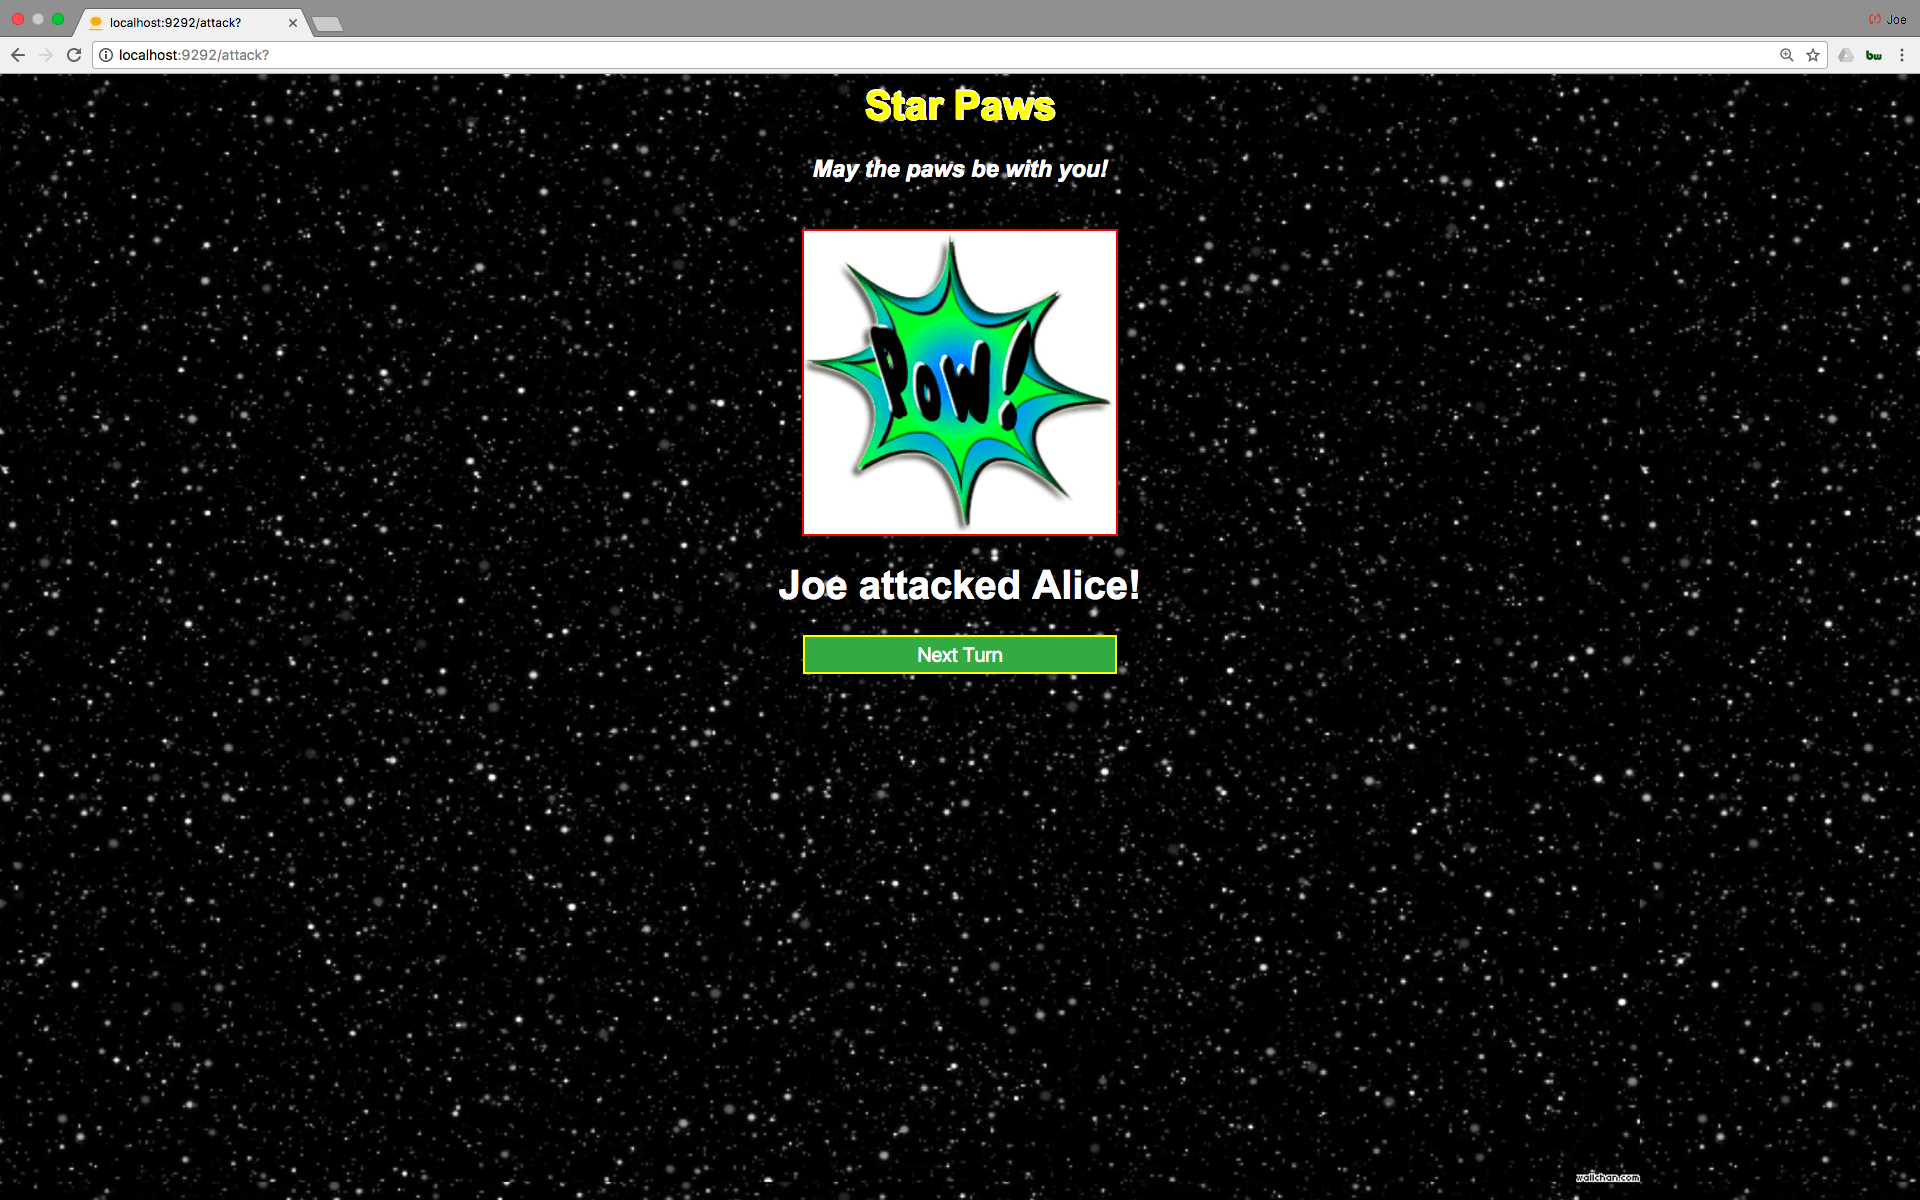 localhost:9292/attack?
Joe
localhost:9292/attack?
bw
Star Paws
May the paws be with you!
POW!
Joe attacked Alice!
Next Turn
wallchan.com